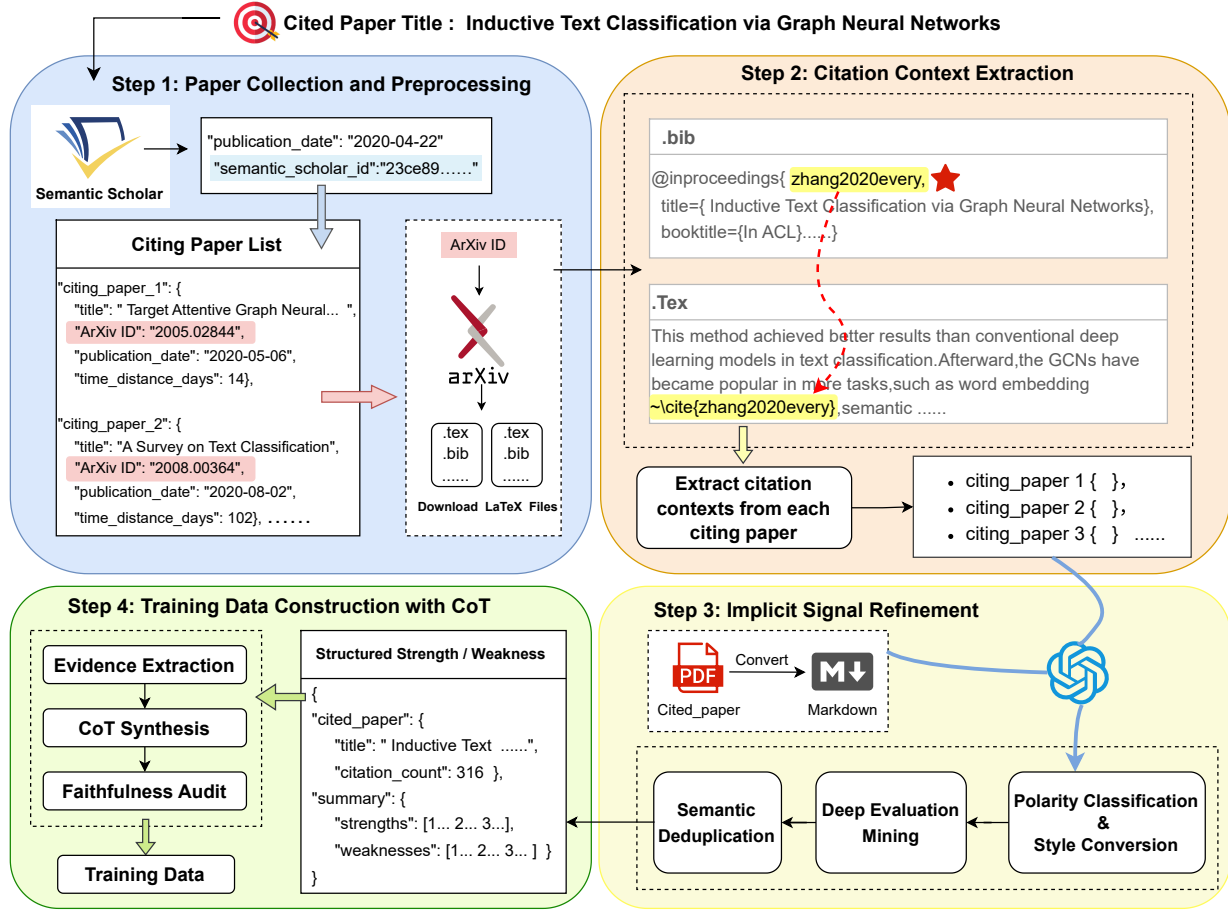 Cited Paper Title : Inductive Text Classification via Graph Neural Networks
Step 1: Paper Collection and Preprocessing
Semantic Scholar
"publication_date": "2020-04-22"
"semantic_scholar_id":"23ce89......"
Citing Paper List
"citing_paper_1": {
"title": " Target Attentive Graph Neural... ",
"ArXiv ID": "2005.02844",
"publication_date": "2020-05-06",
"time_distance_days": 14},
"citing_paper_2": {
"title": "A Survey on Text Classification",
"ArXiv ID": "2008.00364",
"publication_date": "2020-08-02",
"time_distance_days": 102}, ......
ArXiv ID
arXiv
.tex
.bib
......
.tex
.bib
......
Download LaTeX Files
Step 2: Citation Context Extraction
.bib
@inproceedings{ zhang2020every,
title={ Inductive Text Classification via Graph Neural Networks},
booktitle={In ACL}......}
.Tex
This method achieved better results than conventional deep
learning models in text classification.Afterward,the GCNs have
became popular in more tasks,such as word embedding
~\cite{zhang2020every},semantic ......
Extract citation
contexts from each
citing paper
• citing_paper 1 { },
• citing_paper 2 { },
• citing_paper 3 { } ......
Step 3: Implicit Signal Refinement
PDF
Cited_paper
Convert
M
Markdown
Polarity Classification
&
Style Conversion
Deep Evaluation
Mining
Semantic
Deduplication
Step 4: Training Data Construction with CoT
Structured Strength / Weakness
{
"cited_paper": {
"title": " Inductive Text ......",
"citation_count": 316 },
"summary": {
"strengths": [1... 2... 3...],
"weaknesses": [1... 2... 3... ] }
}
Evidence Extraction
CoT Synthesis
Faithfulness Audit
Training Data